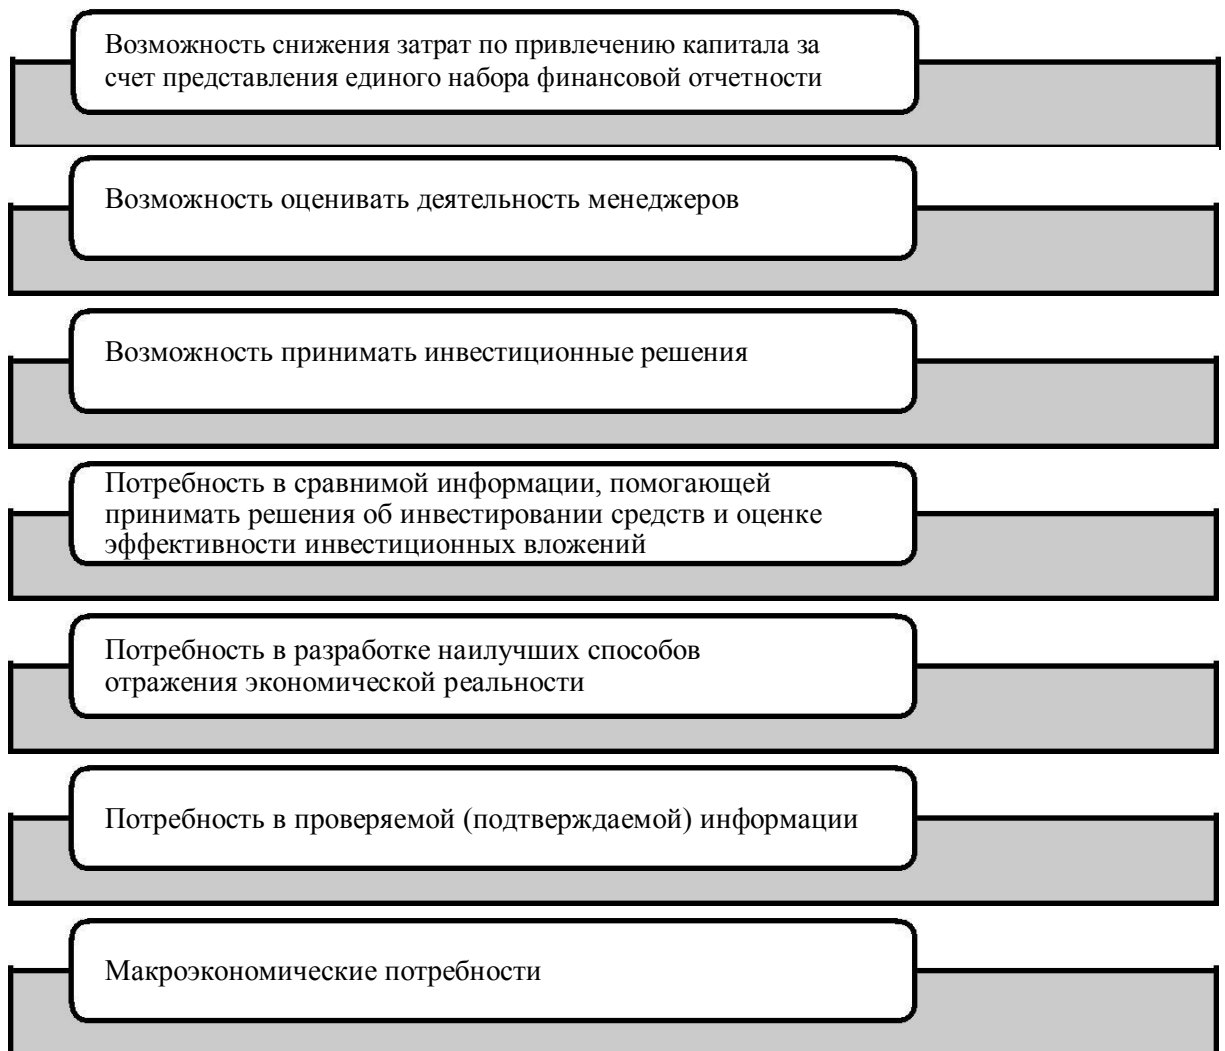 Возможность снижения затрат по привлечению капитала за
счет представления единого набора финансовой отчетности
Возможность оценивать деятельность менеджеров
Возможность принимать инвестиционные решения
Потребность в сравнимой информации, помогающей
принимать решения об инвестировании средств и оценке
эффективности инвестиционных вложений
Потребность в разработке наилучших способов
отражения экономической реальности
Потребность в проверяемой (подтверждаемой) информации
Макроэкономические потребности